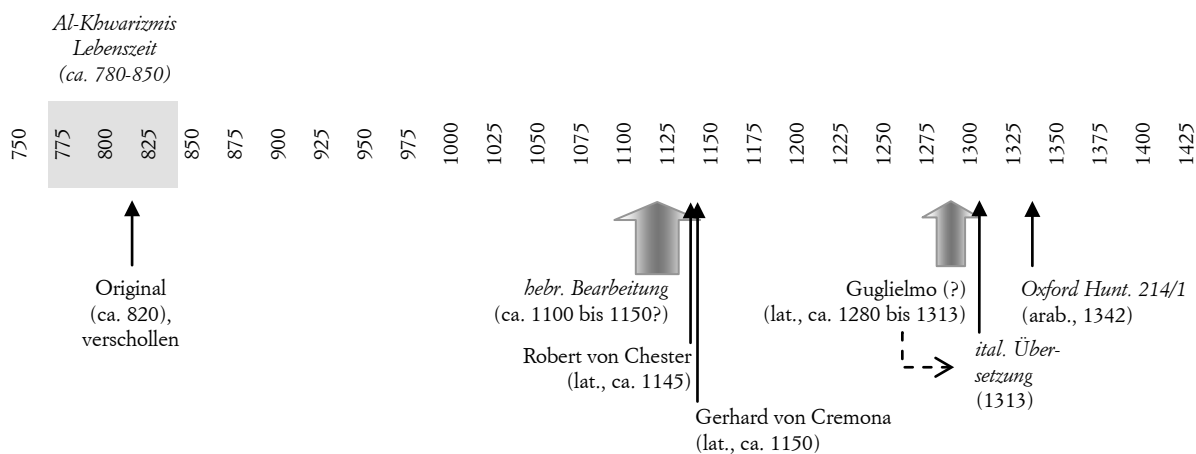 Al-Khwarizmis
Lebenszeit
(ca. 780-850)
750
775
800
825
850
875
900
925
950
975
1000
1025
1050
1075
1100
1125
1150
1175
1200
1225
1250
1275
1300
1325
1350
1375
1400
1425
Original
(ca. 820),
verschollen
hebr. Bearbeitung
(ca. 1100 bis 1150?)
Robert von Chester
(lat., ca. 1145)
Gerhard von Cremona
(lat., ca. 1150)
Guglielmo (?)
(lat., ca. 1280 bis 1313)
ital. Über-
setzung
(1313)
Oxford Hunt. 214/1
(arab., 1342)